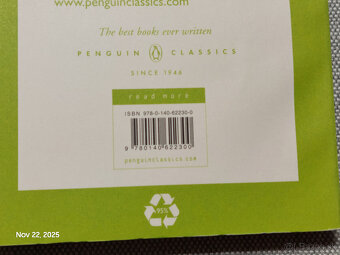 www.penguinclassics.com
The best books ever written
PENGUIN CLASSICS
SINCE 1946
read more
ISBN 978-0-140-62230-0
9 780140 622300
penguinclassics.com
95%
Nov 22, 2025